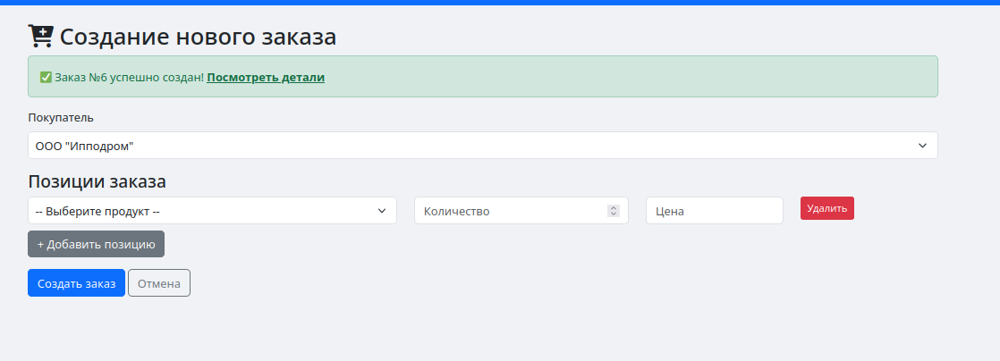 Создание нового заказа
✅ Заказ №6 успешно создан! Посмотреть детали
Покупатель
ООО "Ипподром"
Позиции заказа
-- Выберите продукт -- Количество Цена Удалить
+ Добавить позицию
Создать заказ Отмена